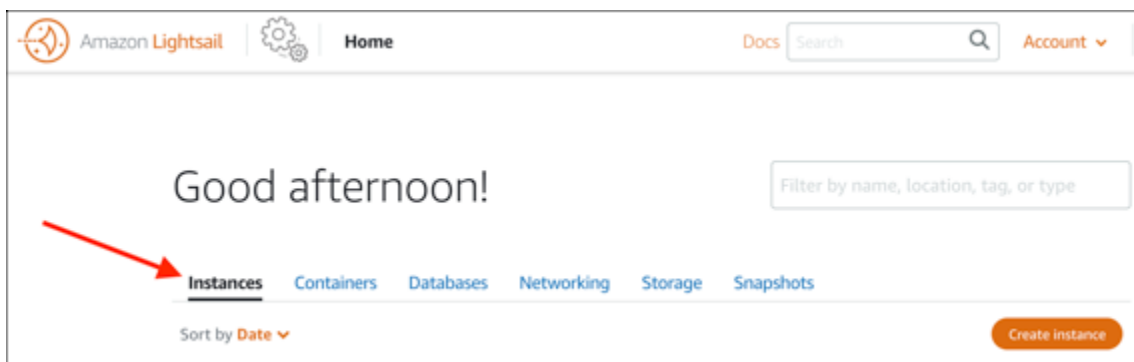 Amazon Lightsail Home Docs Search Account
Good afternoon!
Filter by name, location, tag, or type
Instances Containers Databases Networking Storage Snapshots
Sort by Date Create instance